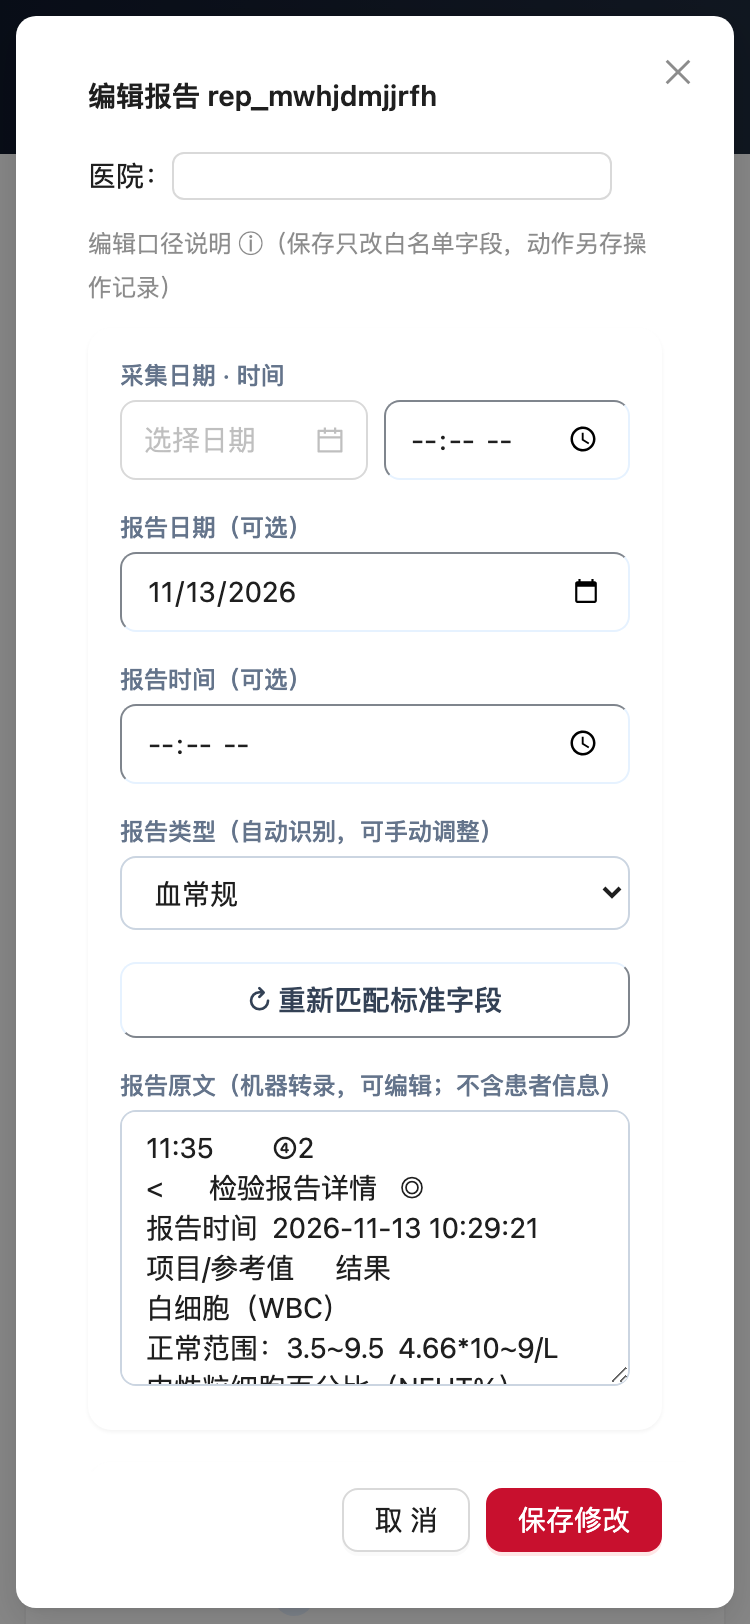 编辑报告 rep_mwhjdmjjrfh
医院：
编辑口径说明 ⓘ（保存只改白名单字段，动作另存操
作记录）
采集日期 · 时间
选择日期 --:-- --
报告日期（可选）
11/13/2026
报告时间（可选）
--:-- --
报告类型（自动识别，可手动调整）
血常规
↻ 重新匹配标准字段
报告原文（机器转录，可编辑；不含患者信息）
11:35 ④2
< 检验报告详情 ◎
报告时间 2026-11-13 10:29:21
项目/参考值 结果
白细胞（WBC）
正常范围：3.5~9.5 4.66*10~9/L
取 消 保存修改